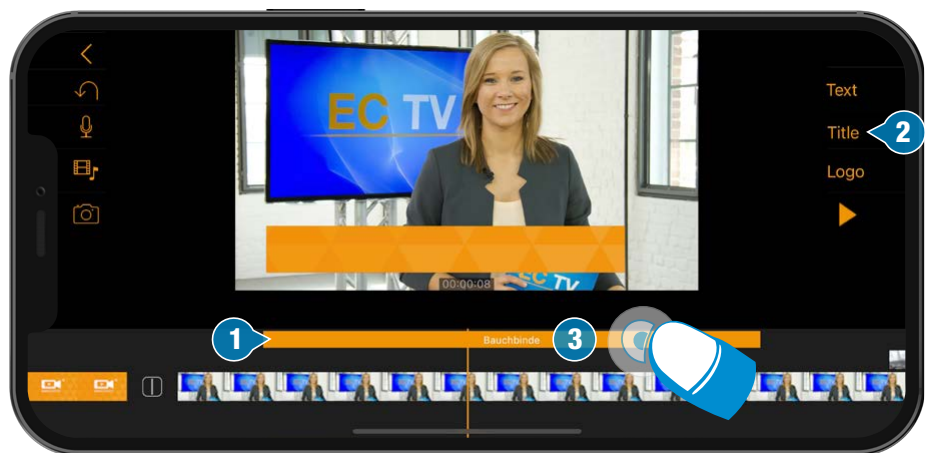 EC TV
Text
Title
2
Logo
00:00:08
EC TV
1
Bauchbinde
3